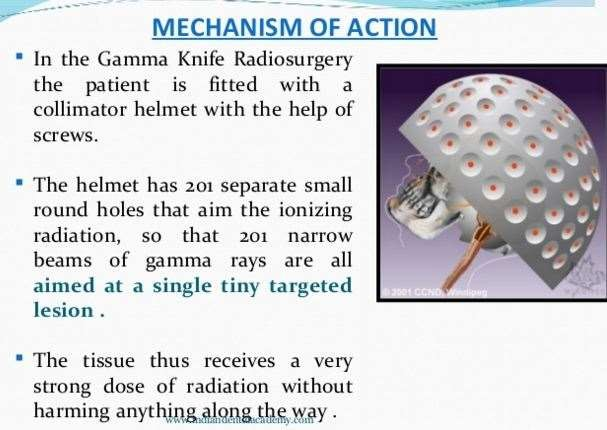 MECHANISM OF ACTION
In the Gamma Knife Radiosurgery
the patient is fitted with a
collimator helmet with the help of
screws.
The helmet has 201 separate small
round holes that aim the ionizing
radiation, so that 201 narrow
beams of gamma rays are all
aimed at a single tiny targeted
lesion .
© 2001 CCND, Winnipeg
The tissue thus receives a very
strong dose of radiation without
harming anything along the way .
www.indiandentalacademy.com